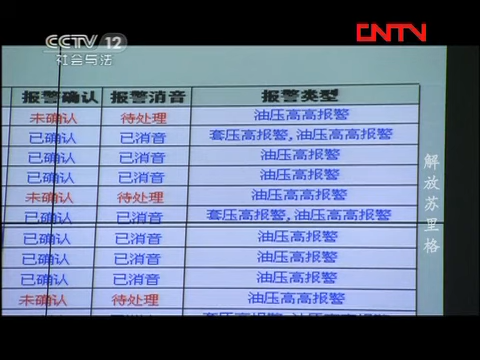 CCTV 12
社会与法
CNTV
报警确认 报警消音 报警类型
未确认 待处理 油压高高报警
已确认 已消音 套压高报警,油压高高报警
已确认 已消音 油压高高报警
已确认 已消音 油压高高报警
未确认 待处理 油压高高报警
已确认 已消音 套压高报警,油压高高报警
已确认 已消音 油压高高报警
已确认 已消音 油压高高报警
已确认 已消音 油压高高报警
未确认 待处理 油压高高报警
解放苏里格